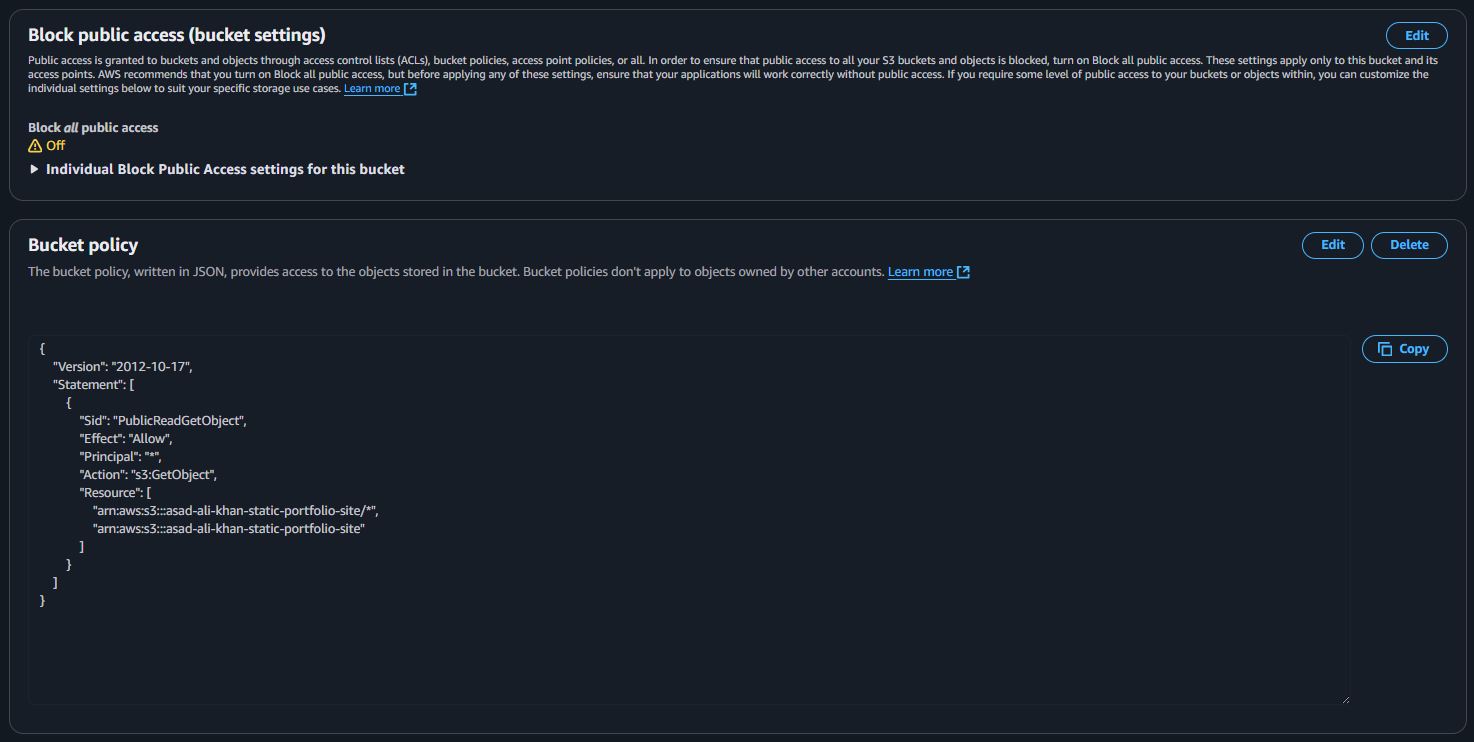 Block public access (bucket settings)
Edit
Public access is granted to buckets and objects through access control lists (ACLs), bucket policies, access point policies, or all. In order to ensure that public access to all your S3 buckets and objects is blocked, turn on Block all public access. These settings apply only to this bucket and its
access points. AWS recommends that you turn on Block all public access, but before applying any of these settings, ensure that your applications will work correctly without public access. If you require some level of public access to your buckets or objects within, you can customize the
individual settings below to suit your specific storage use cases. Learn more
Block all public access
Off
Individual Block Public Access settings for this bucket
Bucket policy
Edit
Delete
The bucket policy, written in JSON, provides access to the objects stored in the bucket. Bucket policies don't apply to objects owned by other accounts. Learn more
Copy
{
"Version": "2012-10-17",
"Statement": [
{
"Sid": "PublicReadGetObject",
"Effect": "Allow",
"Principal": "*",
"Action": "s3:GetObject",
"Resource": [
"arn:aws:s3:::asad-ali-khan-static-portfolio-site/*",
"arn:aws:s3:::asad-ali-khan-static-portfolio-site"
]
}
]
}